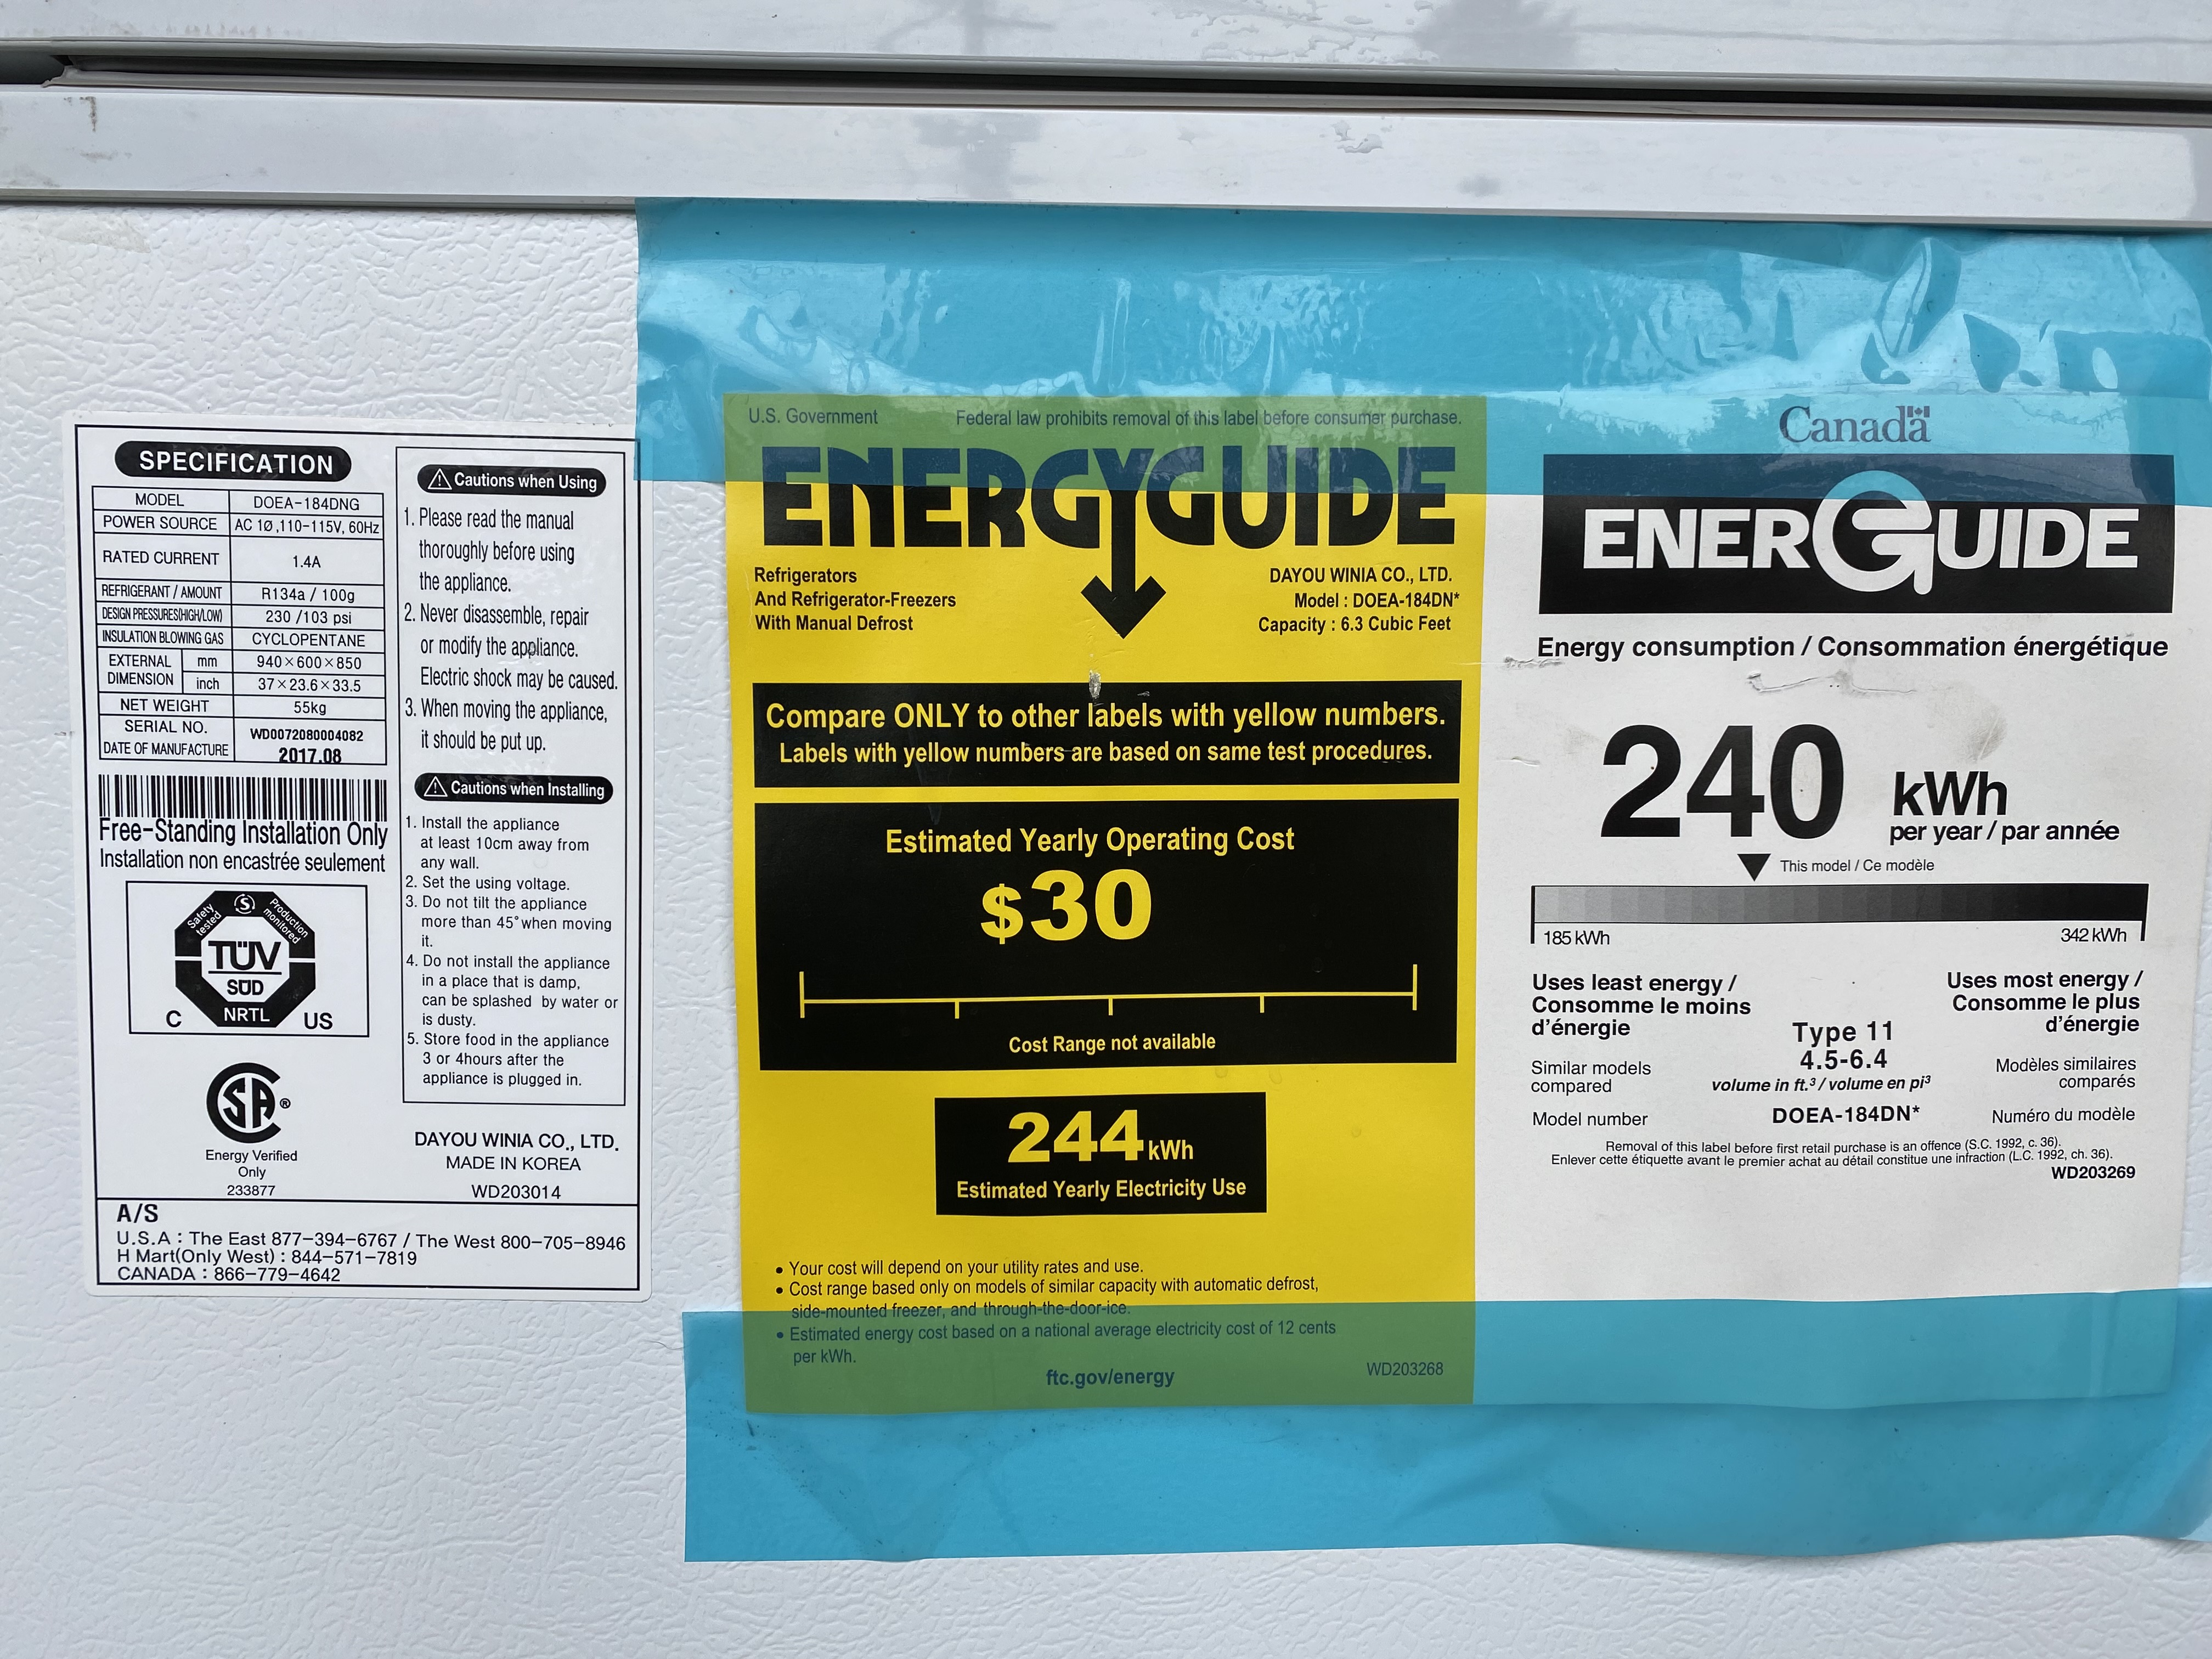 SPECIFICATION
MODEL DOEA-184DNG
POWER SOURCE AC 1Ø,110-115V, 60Hz
RATED CURRENT 1.4A
REFRIGERANT / AMOUNT R134a / 100g
DESIGN PRESSURES(HIGH/LOW) 230 /103 psi
INSULATION BLOWING GAS CYCLOPENTANE
EXTERNAL DIMENSION mm 940×600×850
inch 37×23.6×33.5
NET WEIGHT 55kg
SERIAL NO. WD0072080004082
DATE OF MANUFACTURE 2017.08
Free-Standing Installation Only
Installation non encastrée seulement
Safety tested
Production monitored
TÜV
SÜD
NRTL
C US
SA®
Energy Verified
Only
233877
⚠ Cautions when Using
1. Please read the manual
thoroughly before using
the appliance.
2. Never disassemble, repair
or modify the appliance.
Electric shock may be caused.
3. When moving the appliance,
it should be put up.
⚠ Cautions when Installing
1. Install the appliance
at least 10cm away from
any wall.
2. Set the using voltage.
3. Do not tilt the appliance
more than 45° when moving
it.
4. Do not install the appliance
in a place that is damp,
can be splashed by water or
is dusty.
5. Store food in the appliance
3 or 4hours after the
appliance is plugged in.
DAYOU WINIA CO., LTD.
MADE IN KOREA
WD203014
A/S
U.S.A : The East 877-394-6767 / The West 800-705-8946
H Mart(Only West) : 844-571-7819
CANADA : 866-779-4642
U.S. Government Federal law prohibits removal of this label before consumer purchase.
ENERGYGUIDE
Refrigerators
And Refrigerator-Freezers
With Manual Defrost
DAYOU WINIA CO., LTD.
Model : DOEA-184DN*
Capacity : 6.3 Cubic Feet
Compare ONLY to other labels with yellow numbers.
Labels with yellow numbers are based on same test procedures.
Estimated Yearly Operating Cost
$30
Cost Range not available
244 kWh
Estimated Yearly Electricity Use
• Your cost will depend on your utility rates and use.
• Cost range based only on models of similar capacity with automatic defrost,
side-mounted freezer, and through-the-door-ice.
• Estimated energy cost based on a national average electricity cost of 12 cents
per kWh.
ftc.gov/energy
WD203268
Canada
ENERGUIDE
Energy consumption / Consommation énergétique
240 kWh
per year / par année
This model / Ce modèle
185 kWh 342 kWh
Uses least energy /
Consomme le moins
d'énergie
Uses most energy /
Consomme le plus
d'énergie
Type 11
4.5-6.4
volume in ft.³ / volume en pi³
Similar models
compared
Modèles similaires
comparés
Model number DOEA-184DN* Numéro du modèle
Removal of this label before first retail purchase is an offence (S.C. 1992, c. 36).
Enlever cette étiquette avant le premier achat au détail constitue une infraction (L.C. 1992, ch. 36).
WD203269